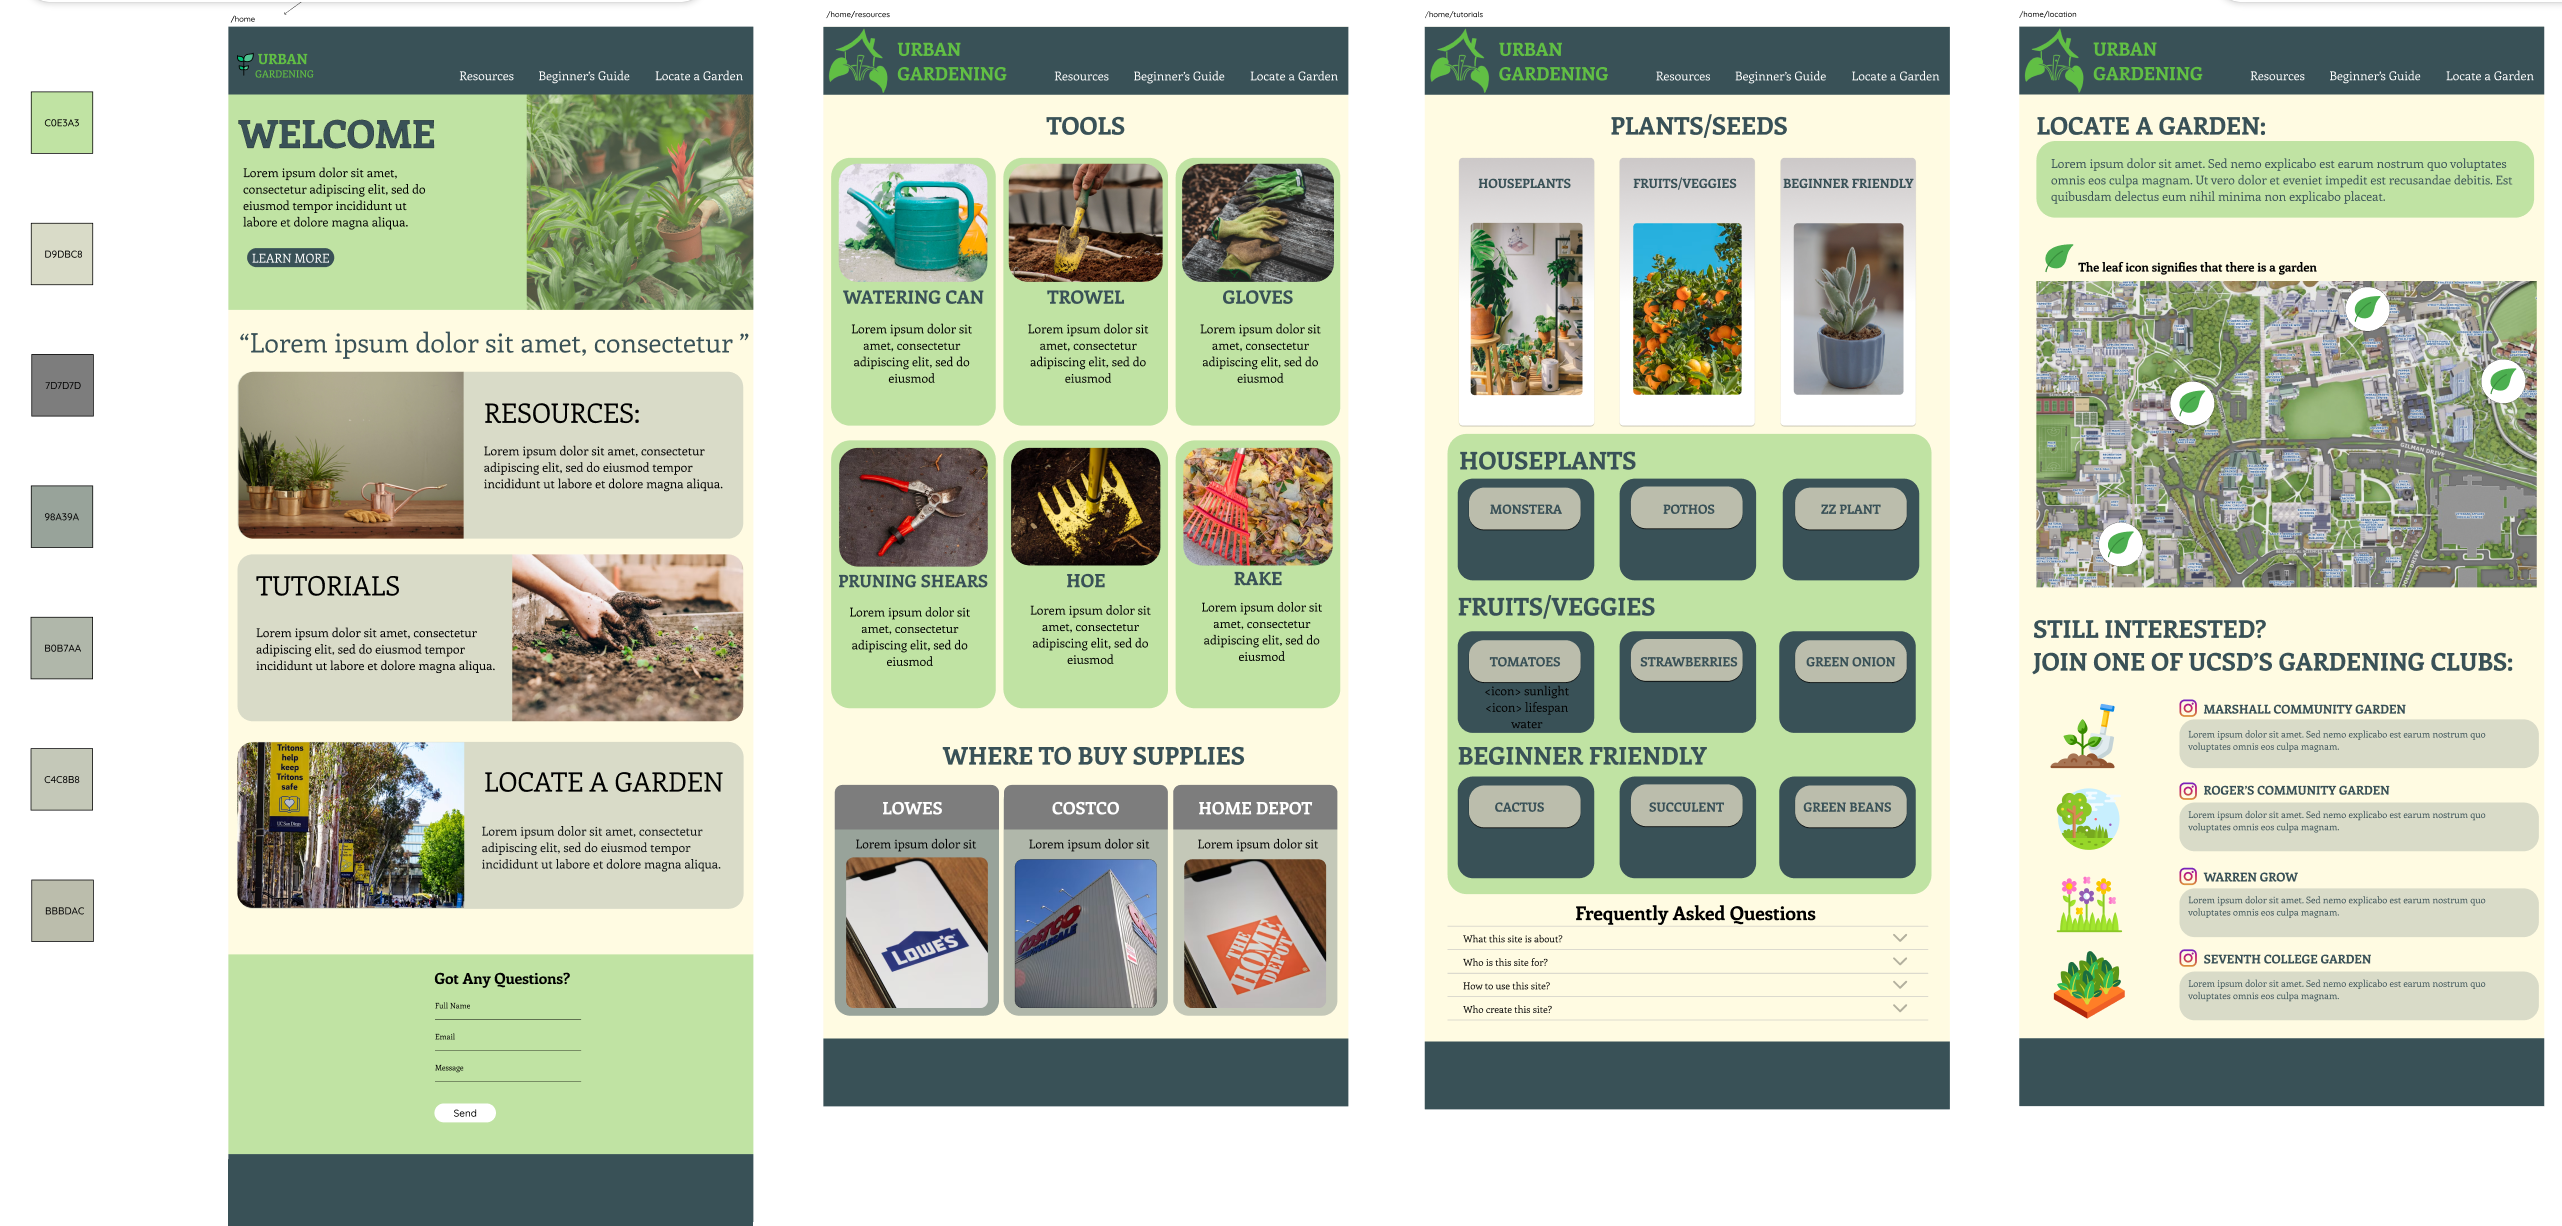 C0E3A3
D9DBC8
7D7D7D
98A39A
B0B7AA
C4C8B8
BBBDAC
/home
URBAN
GARDENING
Resources Beginner's Guide Locate a Garden
WELCOME
Lorem ipsum dolor sit amet,
consectetur adipiscing elit, sed do
eiusmod tempor incididunt ut
labore et dolore magna aliqua.
LEARN MORE
“Lorem ipsum dolor sit amet, consectetur ”
RESOURCES:
Lorem ipsum dolor sit amet, consectetur
adipiscing elit, sed do eiusmod tempor
incididunt ut labore et dolore magna aliqua.
TUTORIALS
Lorem ipsum dolor sit amet, consectetur
adipiscing elit, sed do eiusmod tempor
incididunt ut labore et dolore magna aliqua.
Tritons
help
keep
Tritons
safe
UC San Diego
LOCATE A GARDEN
Lorem ipsum dolor sit amet, consectetur
adipiscing elit, sed do eiusmod tempor
incididunt ut labore et dolore magna aliqua.
Got Any Questions?
Full Name
Email
Message
Send
/home/resources
URBAN
GARDENING
Resources Beginner's Guide Locate a Garden
TOOLS
WATERING CAN
Lorem ipsum dolor sit
amet, consectetur
adipiscing elit, sed do
eiusmod
TROWEL
Lorem ipsum dolor sit
amet, consectetur
adipiscing elit, sed do
eiusmod
GLOVES
Lorem ipsum dolor sit
amet, consectetur
adipiscing elit, sed do
eiusmod
PRUNING SHEARS
Lorem ipsum dolor sit
amet, consectetur
adipiscing elit, sed do
eiusmod
HOE
Lorem ipsum dolor sit
amet, consectetur
adipiscing elit, sed do
eiusmod
RAKE
Lorem ipsum dolor sit
amet, consectetur
adipiscing elit, sed do
eiusmod
WHERE TO BUY SUPPLIES
LOWES
Lorem ipsum dolor sit
LOWE'S
COSTCO
Lorem ipsum dolor sit
COSTCO
WHOLESALE
HOME DEPOT
Lorem ipsum dolor sit
THE
HOME
DEPOT
/home/tutorials
URBAN
GARDENING
Resources Beginner's Guide Locate a Garden
PLANTS/SEEDS
HOUSEPLANTS
FRUITS/VEGGIES
BEGINNER FRIENDLY
HOUSEPLANTS
MONSTERA
POTHOS
ZZ PLANT
FRUITS/VEGGIES
TOMATOES
<icon> sunlight
<icon> lifespan
water
STRAWBERRIES
GREEN ONION
BEGINNER FRIENDLY
CACTUS
SUCCULENT
GREEN BEANS
Frequently Asked Questions
What this site is about?
Who is this site for?
How to use this site?
Who create this site?
/home/location
URBAN
GARDENING
Resources Beginner's Guide Locate a Garden
LOCATE A GARDEN:
Lorem ipsum dolor sit amet. Sed nemo explicabo est earum nostrum quo voluptates
omnis eos culpa magnam. Ut vero dolor et eveniet impedit est recusandae debitis. Est
quibusdam delectus eum nihil minima non explicabo placeat.
The leaf icon signifies that there is a garden
GILMAN DRIVE
STILL INTERESTED?
JOIN ONE OF UCSD'S GARDENING CLUBS:
MARSHALL COMMUNITY GARDEN
Lorem ipsum dolor sit amet. Sed nemo explicabo est earum nostrum quo
voluptates omnis eos culpa magnam.
ROGER'S COMMUNITY GARDEN
Lorem ipsum dolor sit amet. Sed nemo explicabo est earum nostrum quo
voluptates omnis eos culpa magnam.
WARREN GROW
Lorem ipsum dolor sit amet. Sed nemo explicabo est earum nostrum quo
voluptates omnis eos culpa magnam.
SEVENTH COLLEGE GARDEN
Lorem ipsum dolor sit amet. Sed nemo explicabo est earum nostrum quo
voluptates omnis eos culpa magnam.